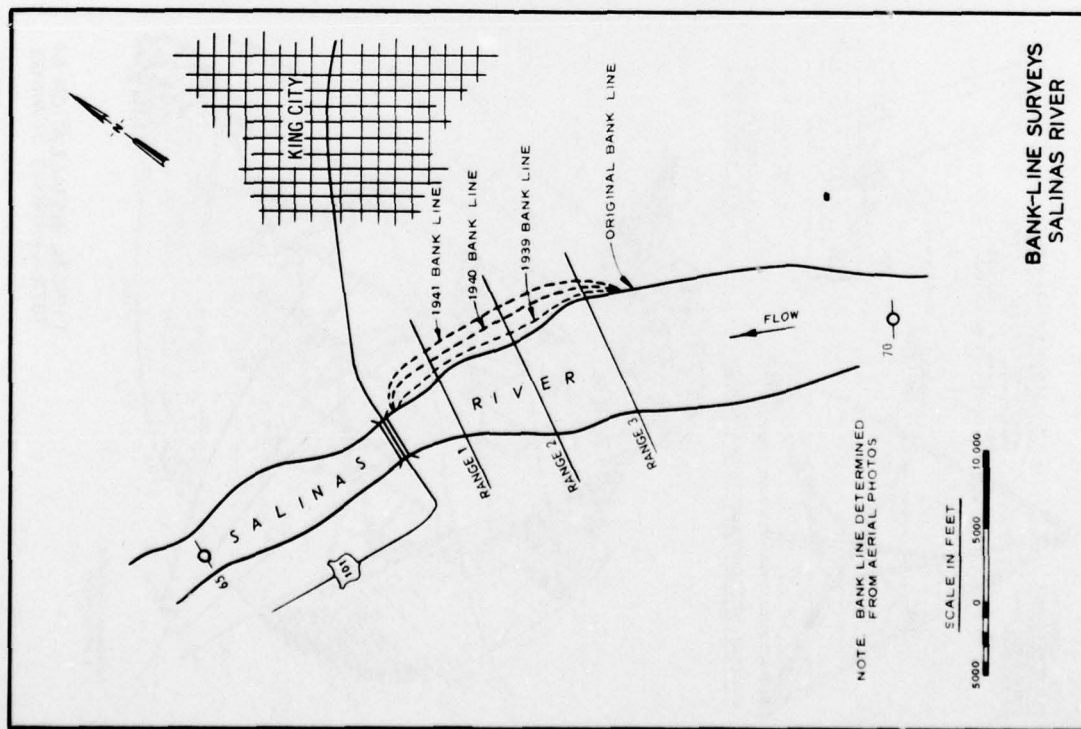 KING CITY
1941 BANK LINE
1940 BANK LINE
1939 BANK LINE
ORIGINAL BANK LINE
FLOW
70
SALINAS RIVER
65
101
RANGE 1
RANGE 2
RANGE 3
N
NOTE: BANK LINE DETERMINED
FROM AERIAL PHOTOS
SCALE IN FEET
5000 0 5000 10 000
BANK-LINE SURVEYS
SALINAS RIVER